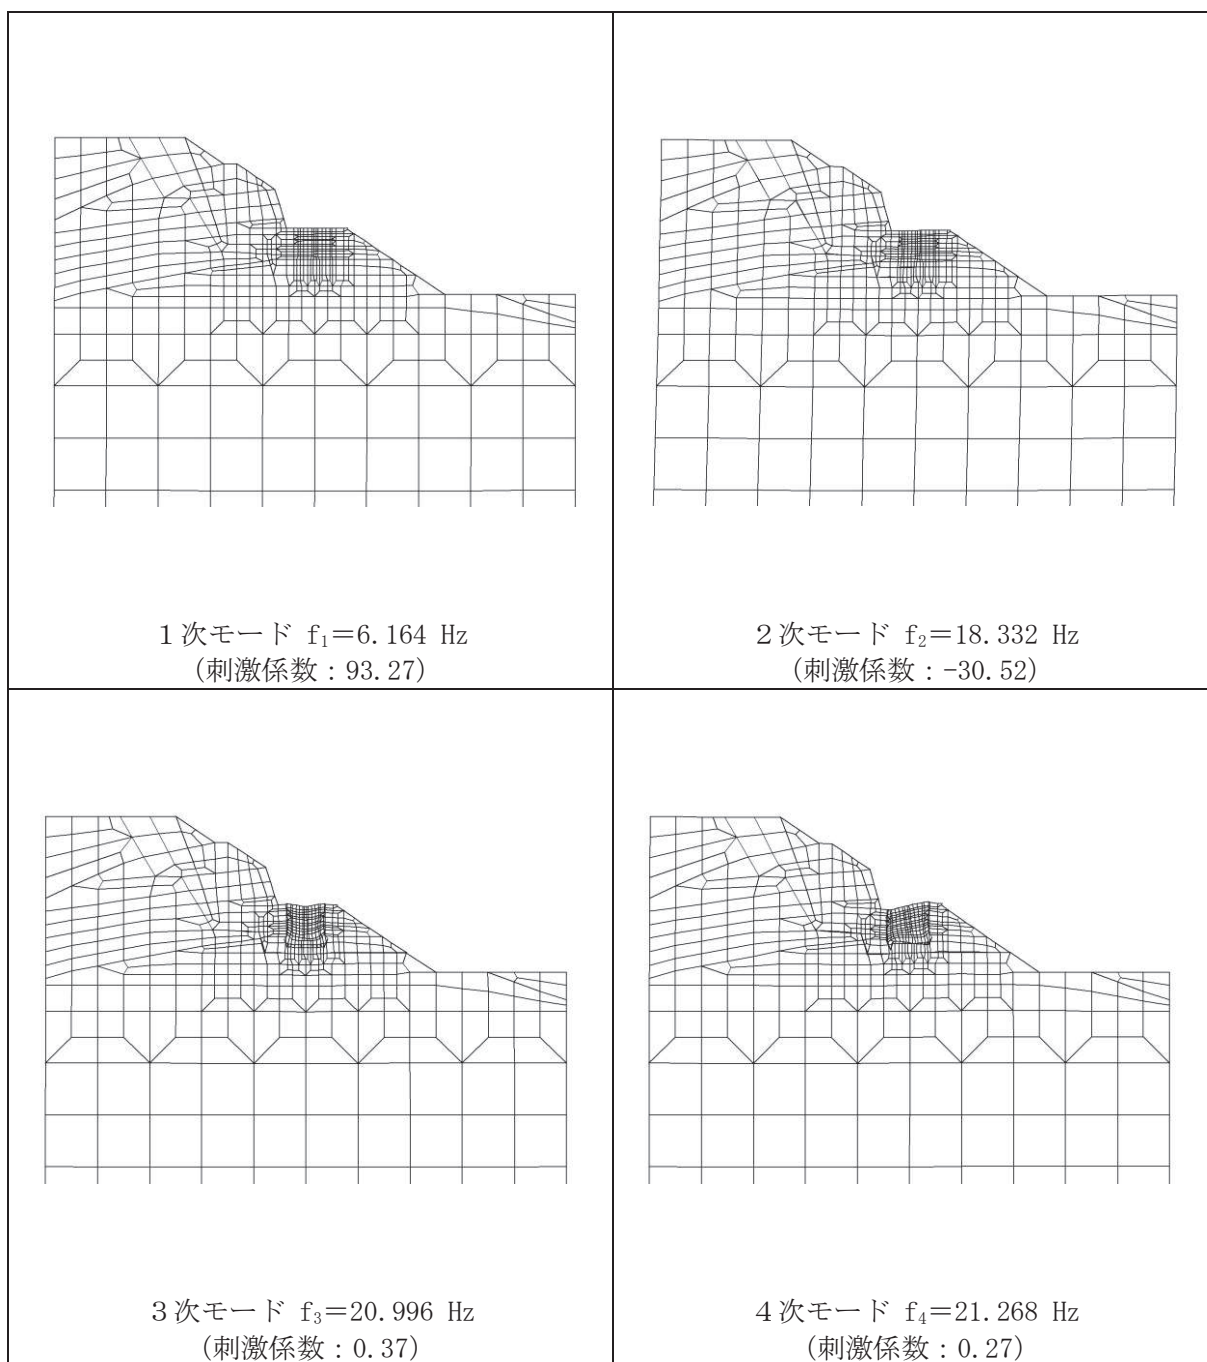 1次モード f₁=6.164 Hz
(刺激係数:93.27)
2次モード f₂=18.332 Hz
(刺激係数:-30.52)
3次モード f₃=20.996 Hz
(刺激係数:0.37)
4次モード f₄=21.268 Hz
(刺激係数:0.27)